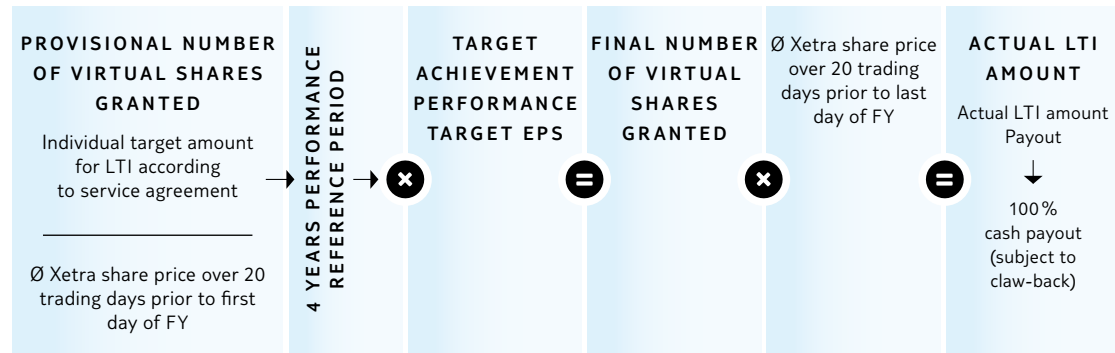 PROVISIONAL NUMBER
OF VIRTUAL SHARES
GRANTED
Individual target amount
for LTI according
to service agreement
Ø Xetra share price over 20
trading days prior to first
day of FY
4 YEARS PERFORMANCE
REFERENCE PERIOD
×
TARGET
ACHIEVEMENT
PERFORMANCE
TARGET EPS
=
FINAL NUMBER
OF VIRTUAL
SHARES
GRANTED
×
Ø Xetra share price
over 20 trading
days prior to last
day of FY
=
ACTUAL LTI
AMOUNT
Actual LTI amount
Payout
100 %
cash payout
(subject to
claw-back)